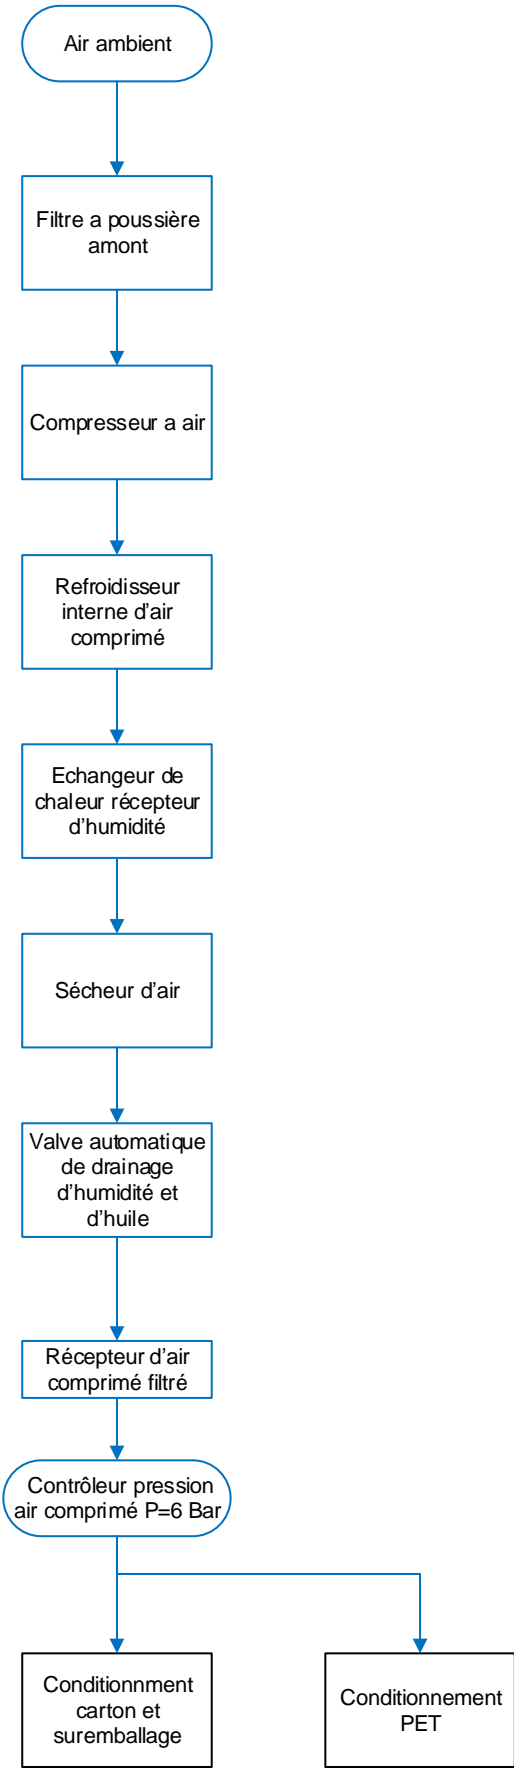 Air ambient
Filtre a poussière
amont
Compresseur a air
Refroidisseur
interne d'air
comprimé
Echangeur de
chaleur récepteur
d'humidité
Sécheur d'air
Valve automatique
de drainage
d'humidité et
d'huile
Récepteur d'air
comprimé filtré
Contrôleur pression
air comprimé P=6 Bar
Conditionnment
carton et
suremballage
Conditionnement
PET